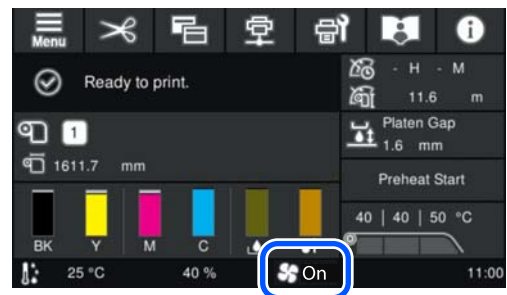 Menu
Ready to print.
- H - M
11.6 m
1
1611.7 mm
Platen Gap
1.6 mm
Preheat Start
40 | 40 | 50 °C
BK Y M C
25 °C 40 % On 11:00